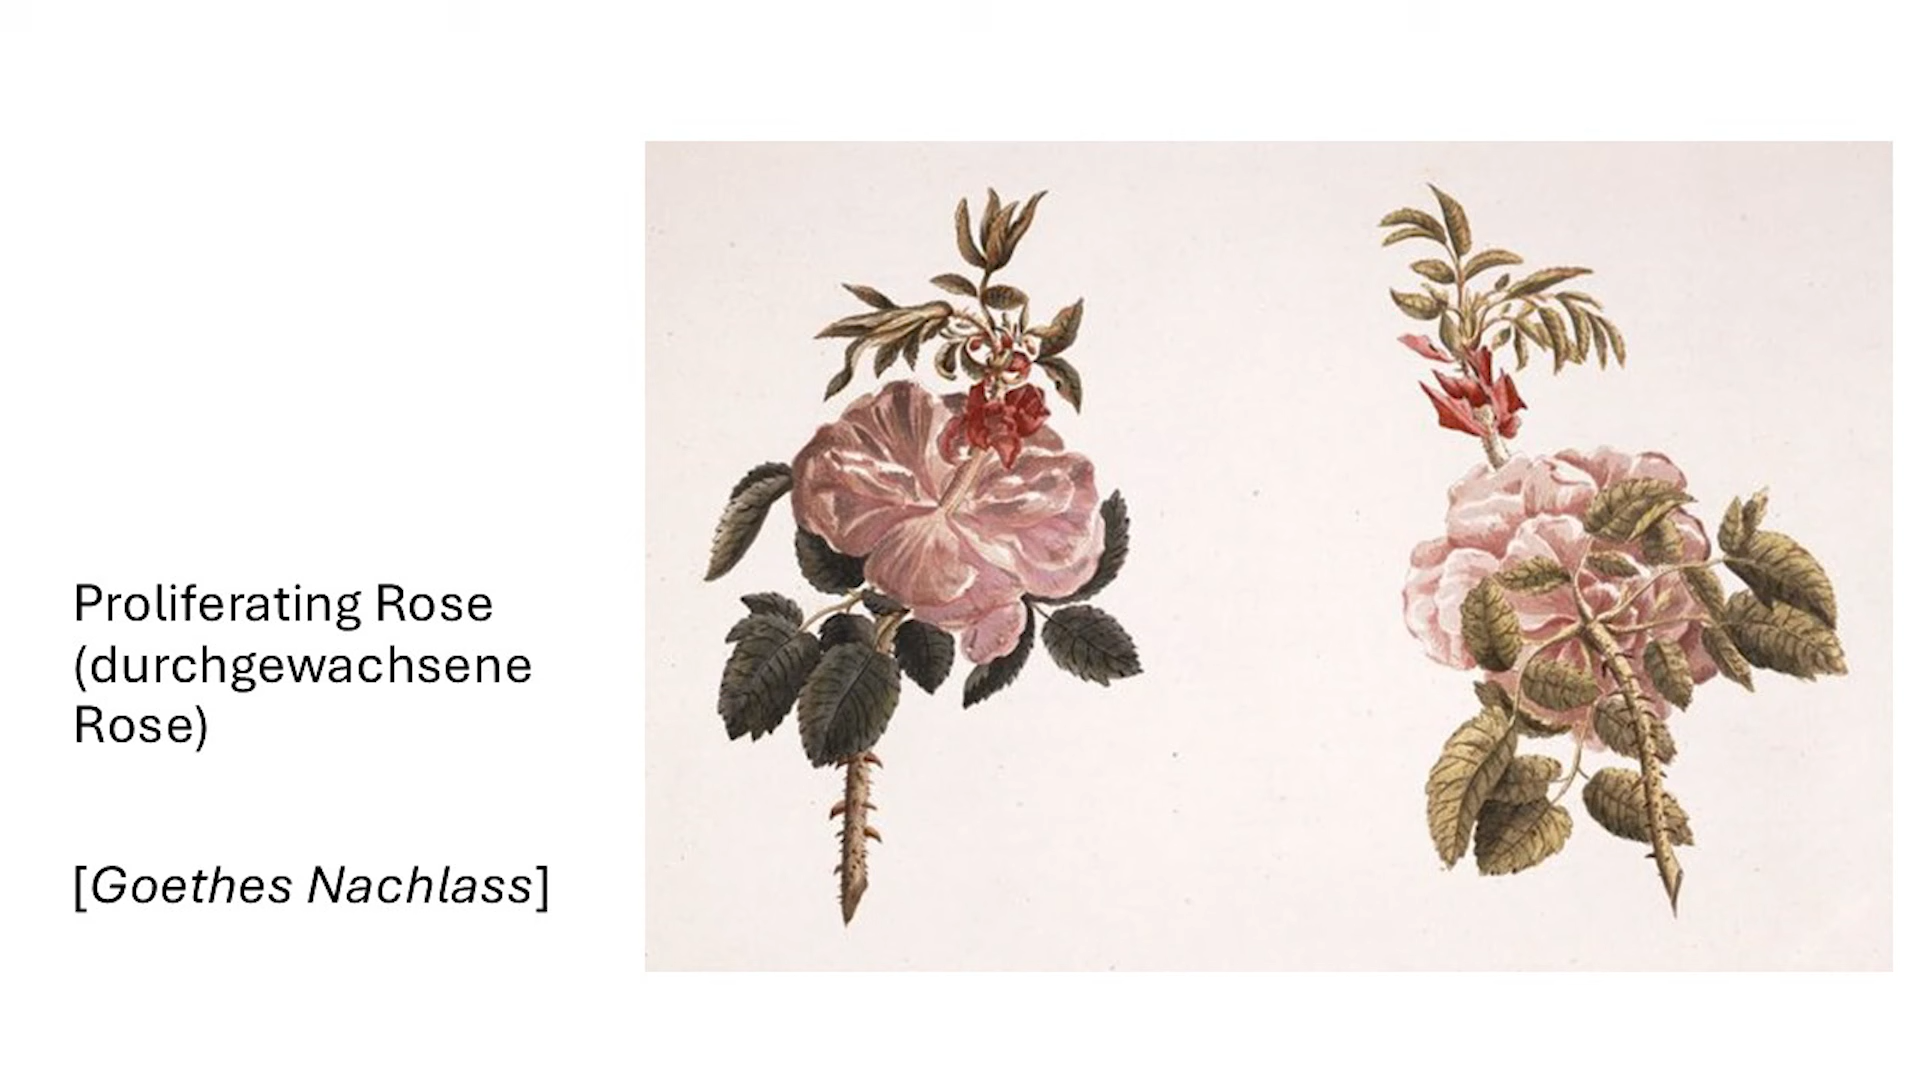 Proliferating Rose
(durchgewachsene
Rose)
[Goethes Nachlass]